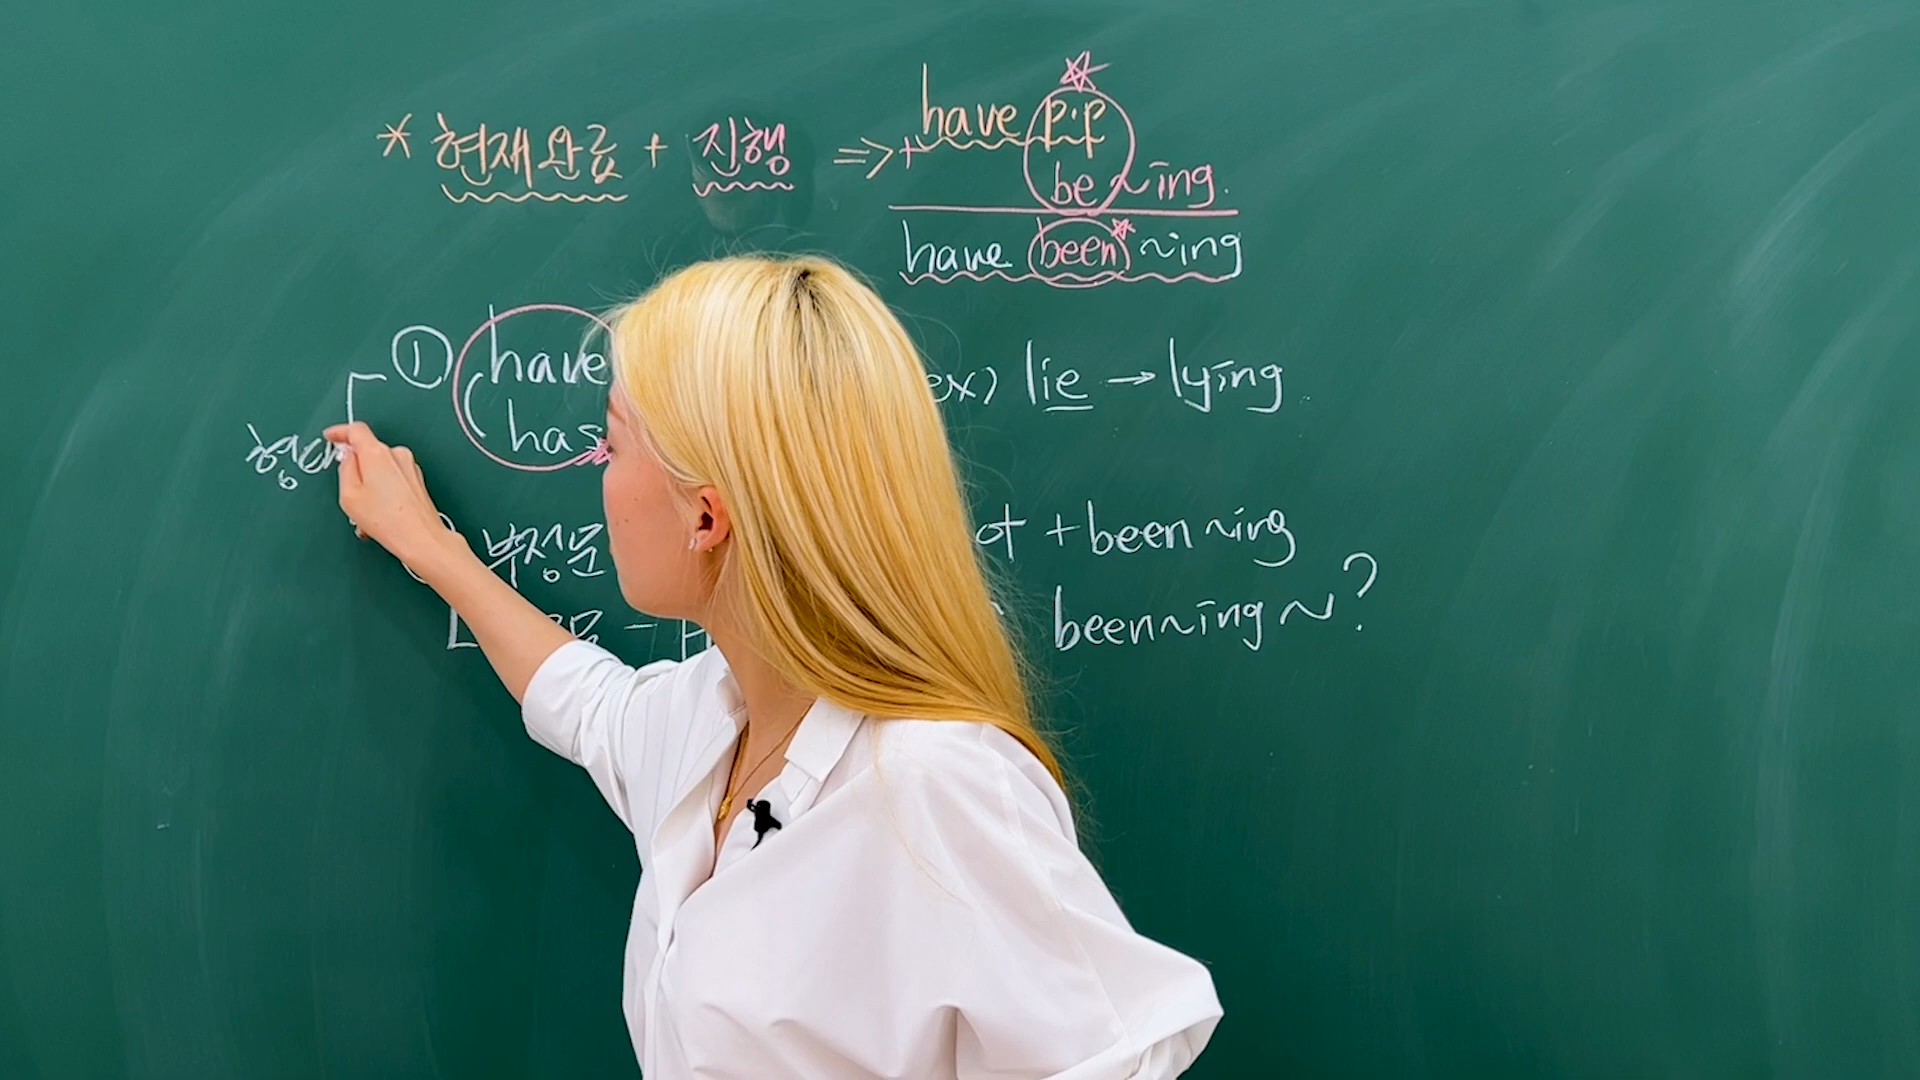 * 현재완료 + 진행 => have p.p
+ be ~ing.
have been ~ing
① have
has
ex) lie → lying
형태
부정문
+been ~ing
been~ing~?